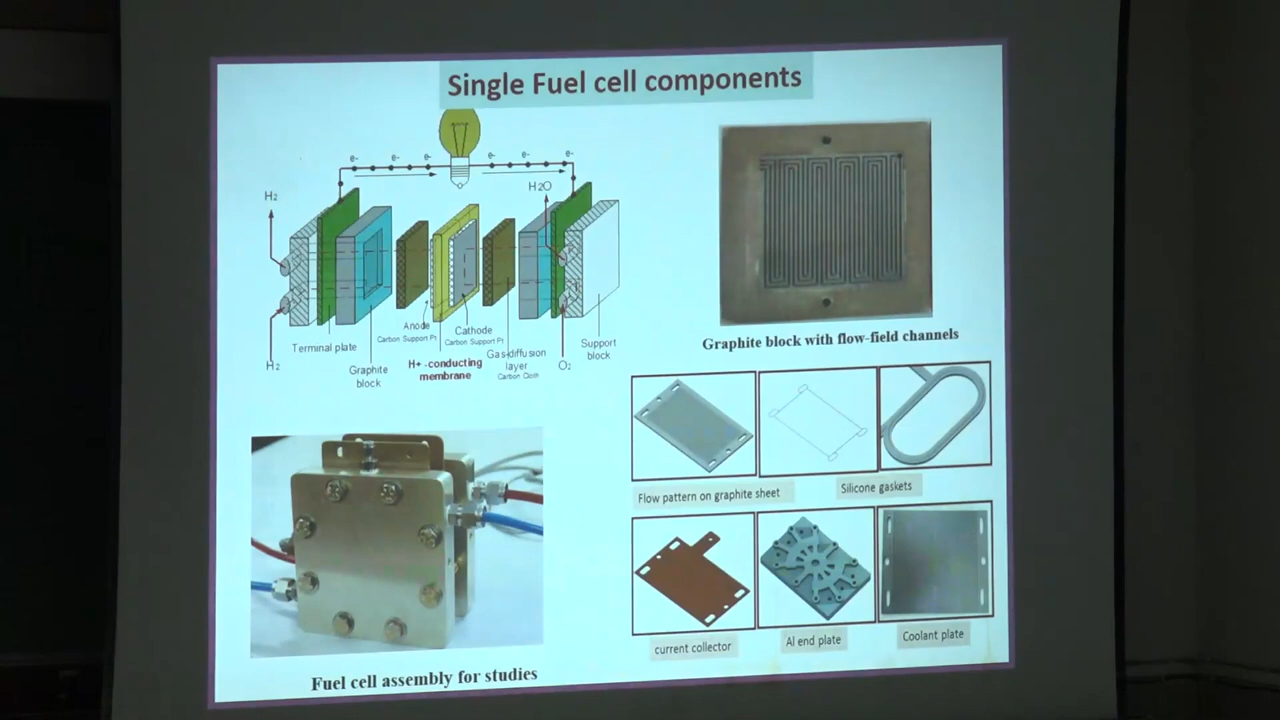 Single Fuel cell components
e-
e-
e-
e-
e-
e-
H2
H2O
Terminal plate
Graphite
block
Anode
Carbon Support Pt
Cathode
Carbon Support Pt
H+ -conducting
membrane
Gas-diffusion
layer
Carbon Cloth
H2
O2
Support
block
Graphite block with flow-field channels
Flow pattern on graphite sheet
Silicone gaskets
current collector
Al end plate
Coolant plate
Fuel cell assembly for studies